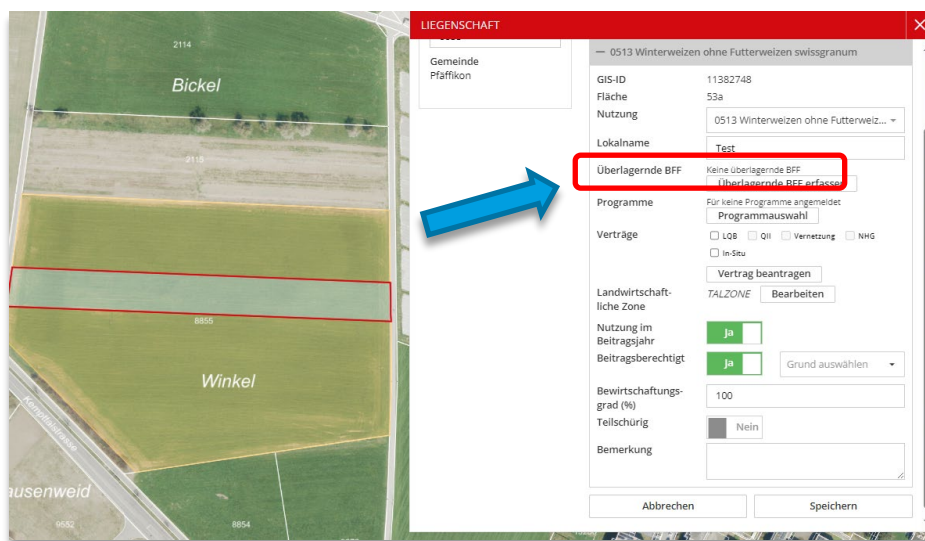 2114
Bickel
2115
8855
Winkel
Kempttalstrasse
ausenweid
9552
8854
LIEGENSCHAFT
Gemeinde
Pfäffikon
— 0513 Winterweizen ohne Futterweizen swissgranum
GIS-ID 11382748
Fläche 53a
Nutzung 0513 Winterweizen ohne Futterweiz...
Lokalname Test
Überlagernde BFF Keine überlagernde BFF
Überlagernde BFF erfassen
Programme Für keine Programme angemeldet
Programmauswahl
Verträge LQB QII Vernetzung NHG
In-Situ
Vertrag beantragen
Landwirtschaft- TALZONE Bearbeiten
liche Zone
Nutzung im Ja
Beitragsjahr
Beitragsberechtigt Ja Grund auswählen
Bewirtschaftungs- 100
grad (%)
Teilschürig Nein
Bemerkung
Abbrechen Speichern